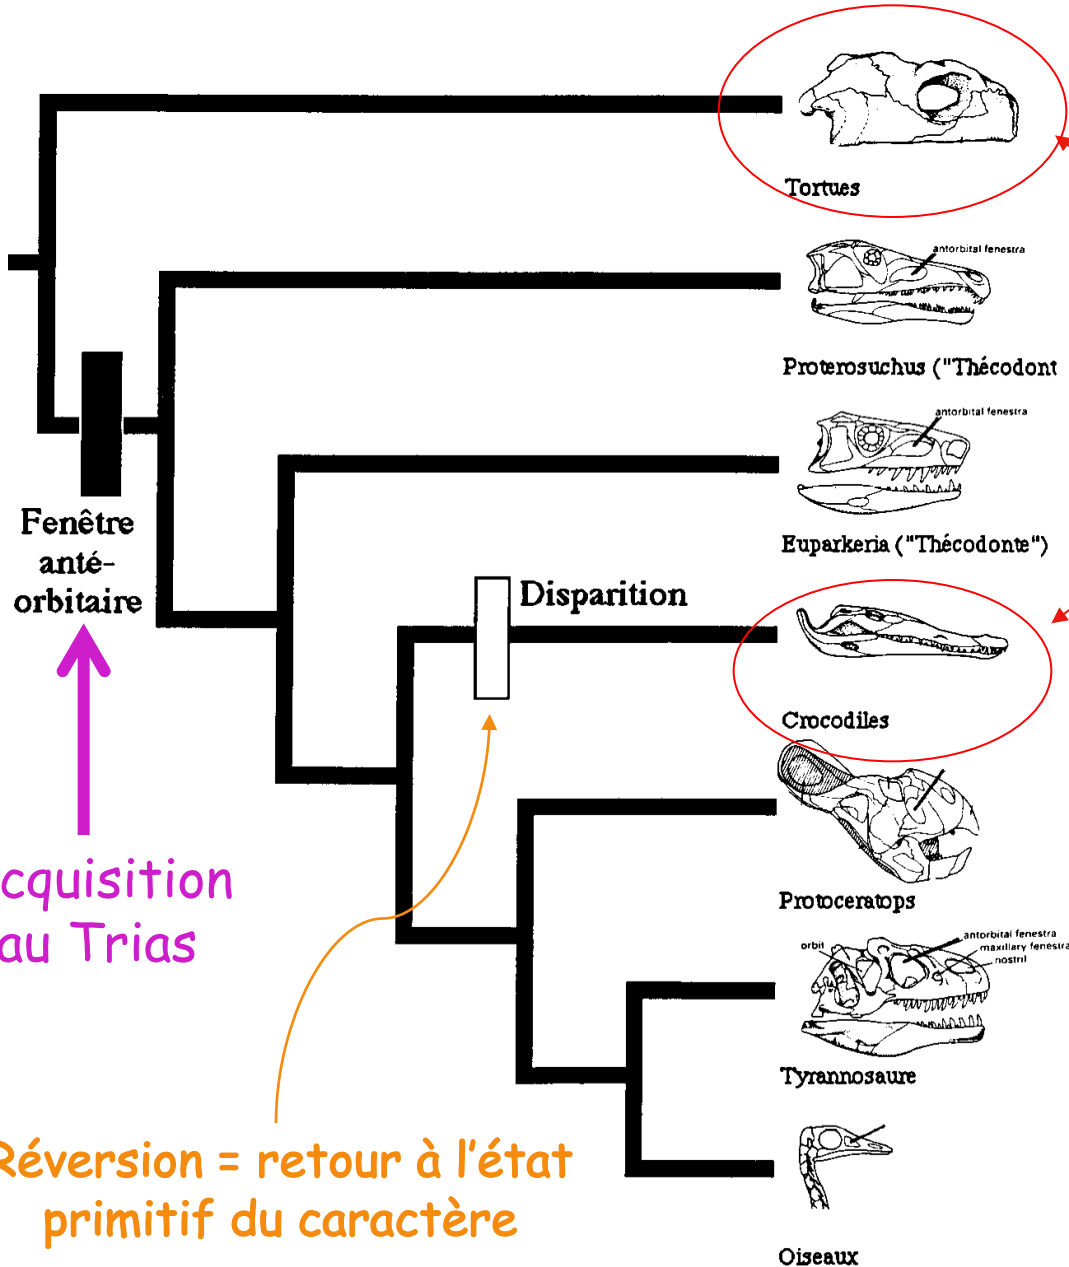 Tortues
antorbital fenestra
Proterosuchus ("Thécodont
antorbital fenestra
Euparkeria ("Thécodonte")
Fenêtre
anté-
orbitaire
Disparition
Crocodiles
cquisition
au Trias
Protoceratops
orbit
antorbital fenestra
maxillary fenestra
nostril
Tyrannosaure
Réversion = retour à l'état
primitif du caractère
Oiseaux